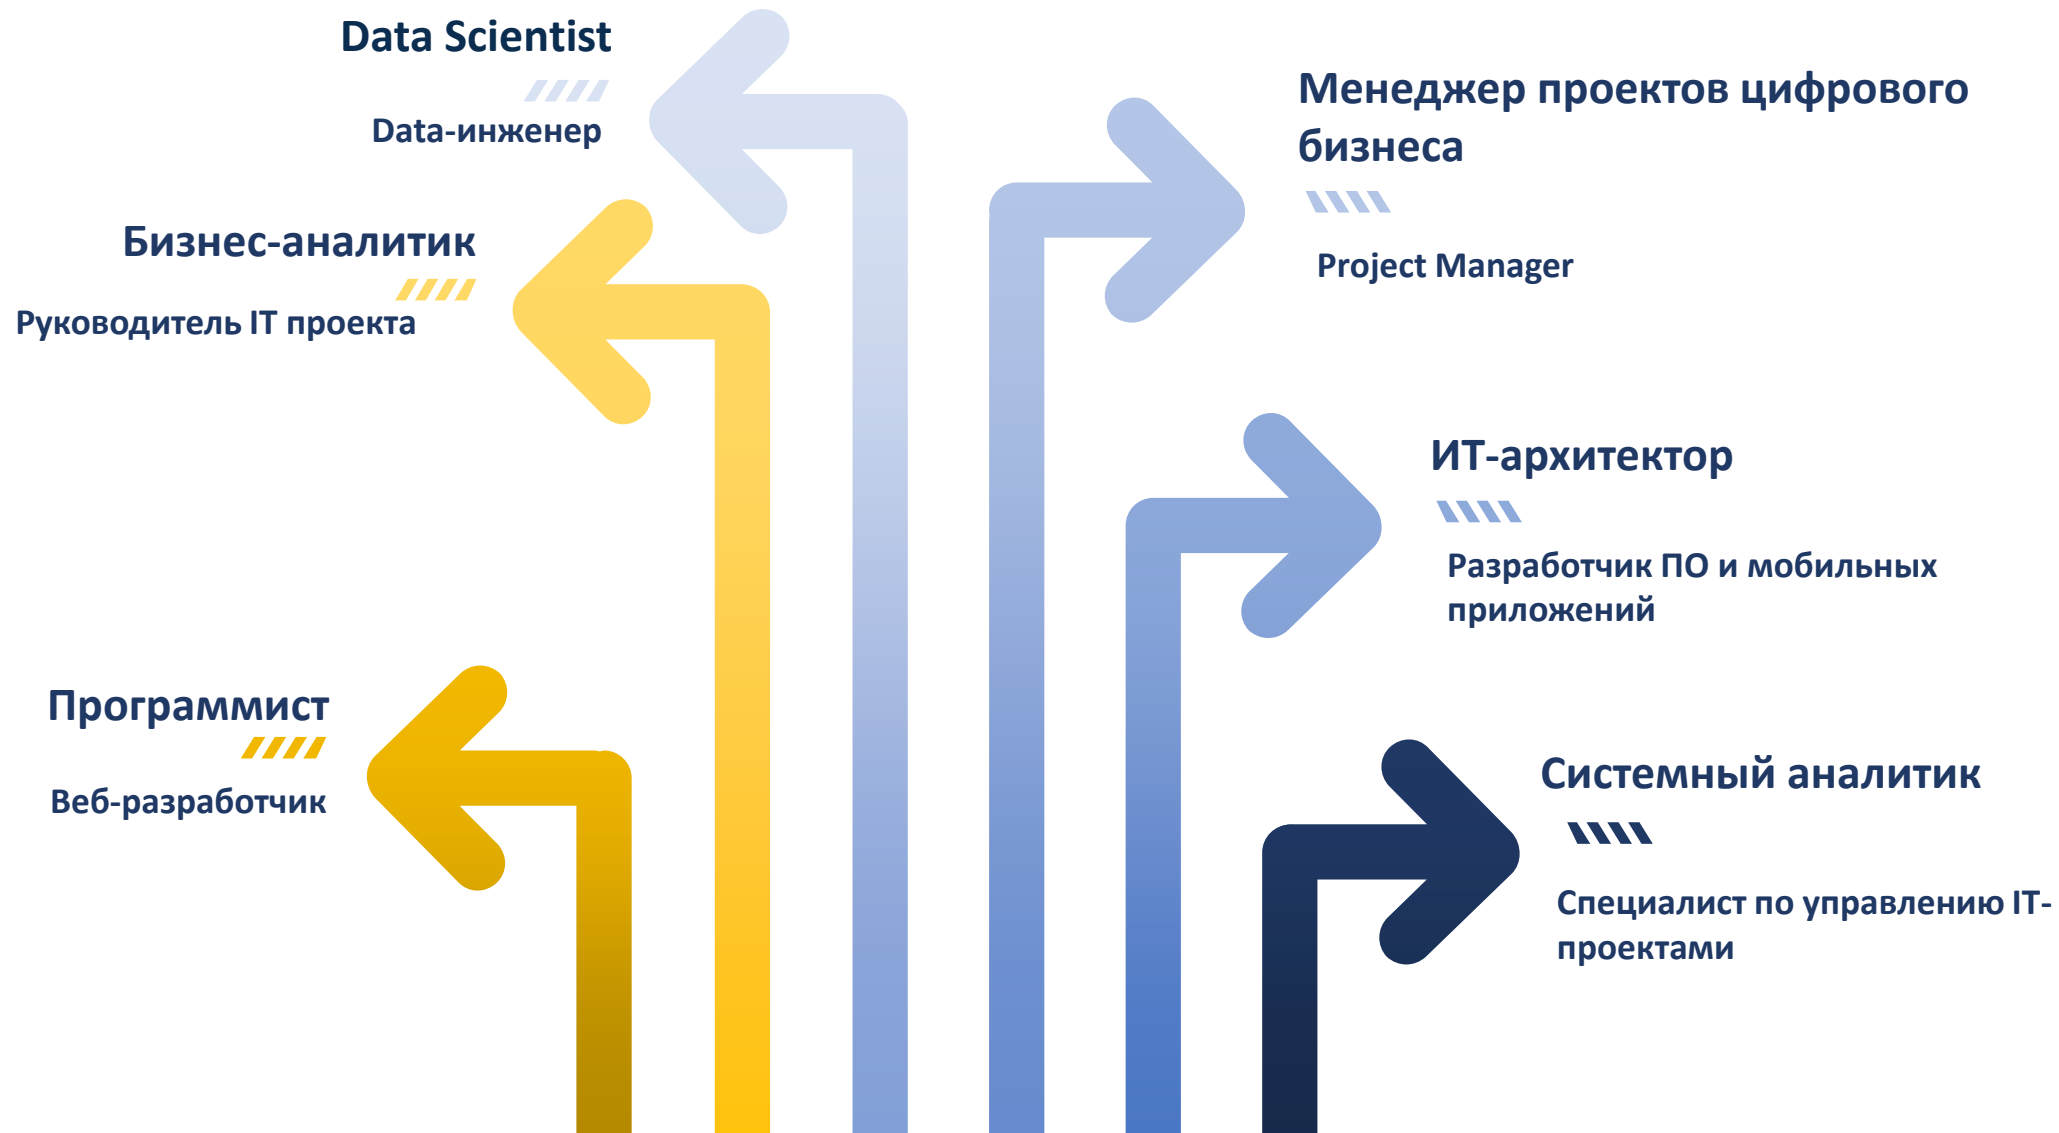 Data Scientist
Data-инженер
Бизнес-аналитик
Руководитель IT проекта
Программист
Веб-разработчик
Менеджер проектов цифрового
бизнеса
Project Manager
ИТ-архитектор
Разработчик ПО и мобильных
приложений
Системный аналитик
Специалист по управлению IT-
проектами